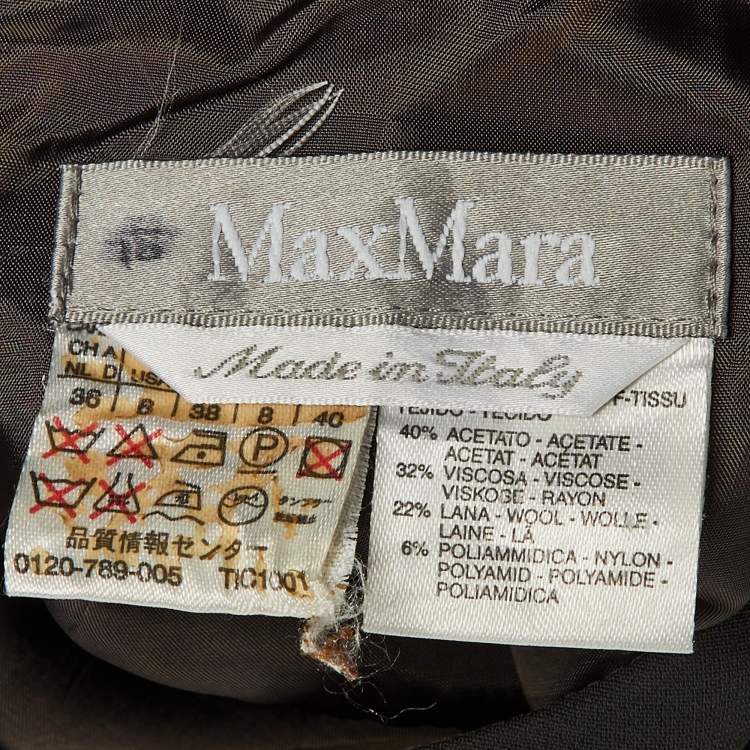 MaxMara
Made in Italy
CH A
NL D USA
36 8 38 8 40
P
品質情報センター
0120-789-005 TIC1001
F-TISSU
TEJIDO - TECIDO
40% ACETATO - ACETATE -
ACETAT - ACÉTAT
32% VISCOSA - VISCOSE -
VISKOSE - RAYON
22% LANA - WOOL - WOLLE -
LAINE - LÃ
6% POLIAMMIDICA - NYLON -
POLYAMID - POLYAMIDE -
POLIAMIDICA